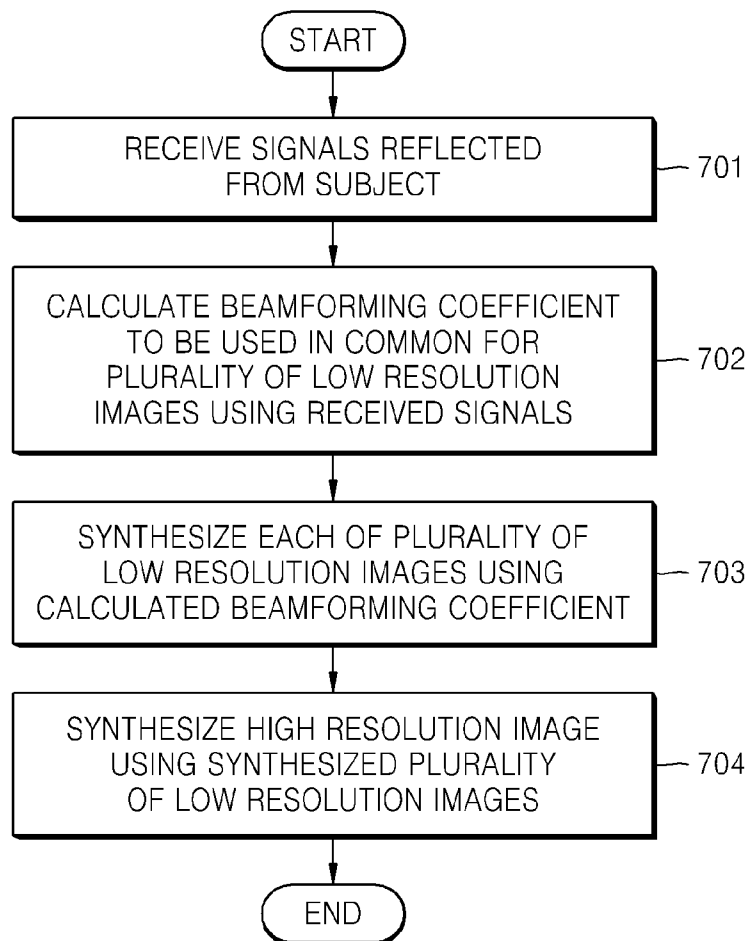 START
RECEIVE SIGNALS REFLECTED
FROM SUBJECT
701
CALCULATE BEAMFORMING COEFFICIENT
TO BE USED IN COMMON FOR
PLURALITY OF LOW RESOLUTION
IMAGES USING RECEIVED SIGNALS
702
SYNTHESIZE EACH OF PLURALITY OF
LOW RESOLUTION IMAGES USING
CALCULATED BEAMFORMING COEFFICIENT
703
SYNTHESIZE HIGH RESOLUTION IMAGE
USING SYNTHESIZED PLURALITY
OF LOW RESOLUTION IMAGES
704
END